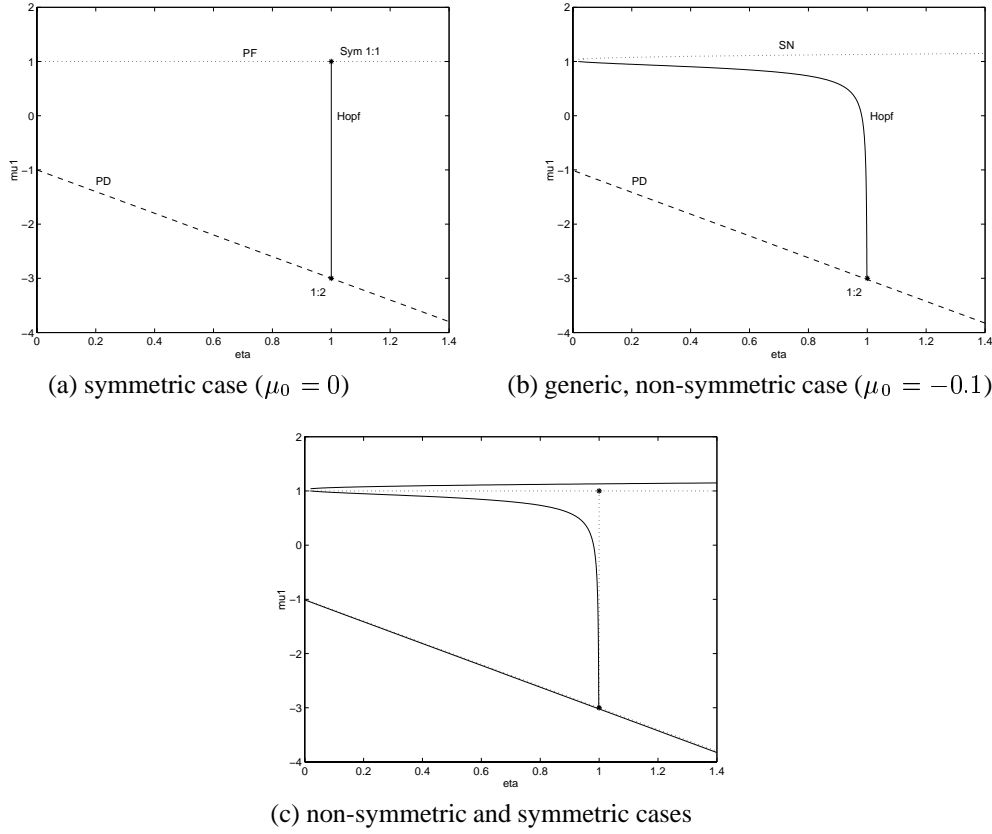 2
1
0
−1
−2
−3
−4
mu1
0
0.2
0.4
0.6
0.8
1
1.2
1.4
eta
PF
Sym 1:1
Hopf
PD
1:2
(a) symmetric case (μ₀ = 0)
2
1
0
−1
−2
−3
−4
mu1
0
0.2
0.4
0.6
0.8
1
1.2
1.4
eta
SN
Hopf
PD
1:2
(b) generic, non-symmetric case (μ₀ = −0.1)
2
1
0
−1
−2
−3
−4
mu1
0
0.2
0.4
0.6
0.8
1
1.2
1.4
eta
(c) non-symmetric and symmetric cases